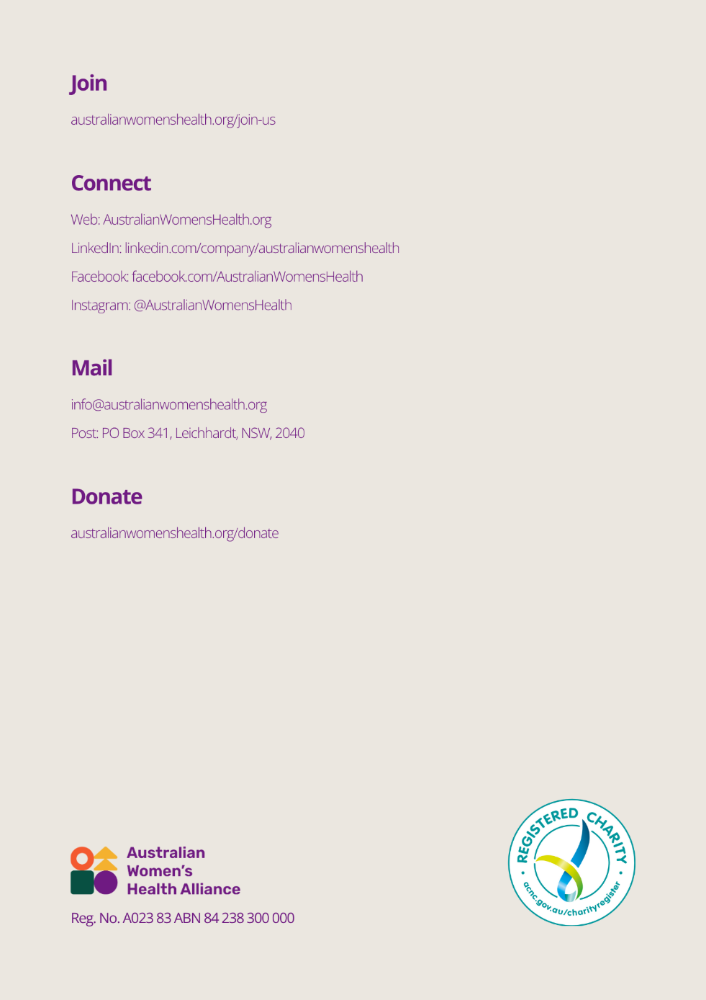 Join
australianwomenshealth.org/join-us
Connect
Web: AustralianWomensHealth.org
LinkedIn: linkedin.com/company/australianwomenshealth
Facebook: facebook.com/AustralianWomensHealth
Instagram: @AustralianWomensHealth
Mail
info@australianwomenshealth.org
Post: PO Box 341, Leichhardt, NSW, 2040
Donate
australianwomenshealth.org/donate
Australian
Women's
Health Alliance
Reg. No. A023 83 ABN 84 238 300 000
REGISTERED CHARITY
acnc.gov.au/charityregister